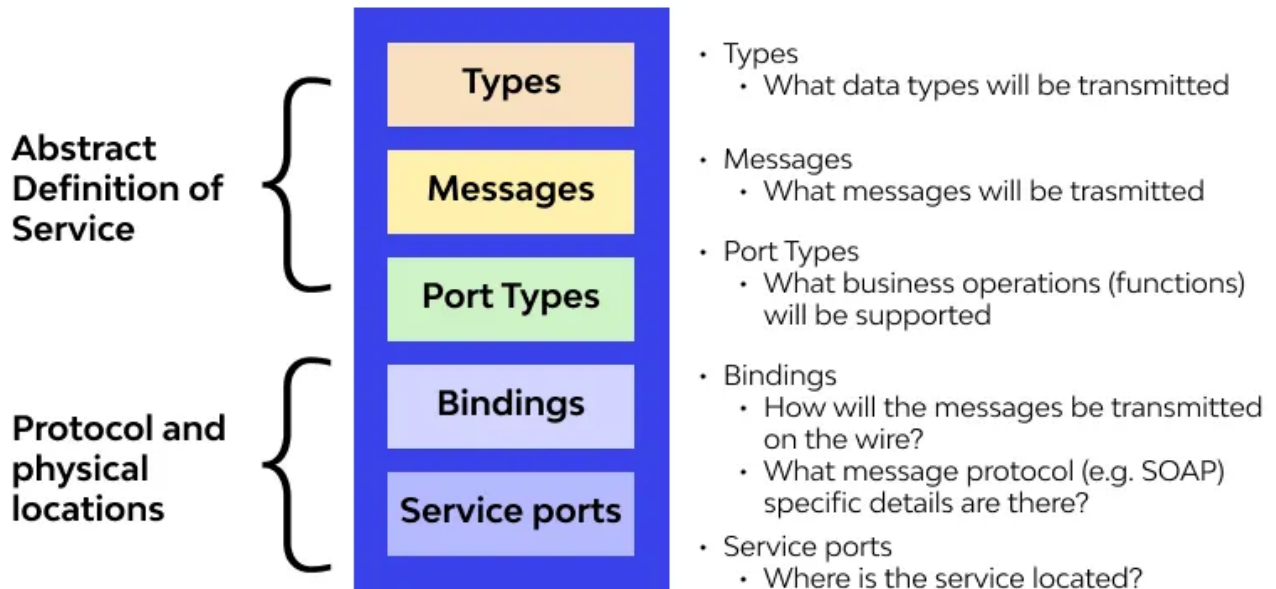 Abstract
Definition of
Service
Protocol and
physical
locations
Types
Messages
Port Types
Bindings
Service ports
• Types
• What data types will be transmitted
• Messages
• What messages will be trasmitted
• Port Types
• What business operations (functions)
will be supported
• Bindings
• How will the messages be transmitted
on the wire?
• What message protocol (e.g. SOAP)
specific details are there?
• Service ports
• Where is the service located?